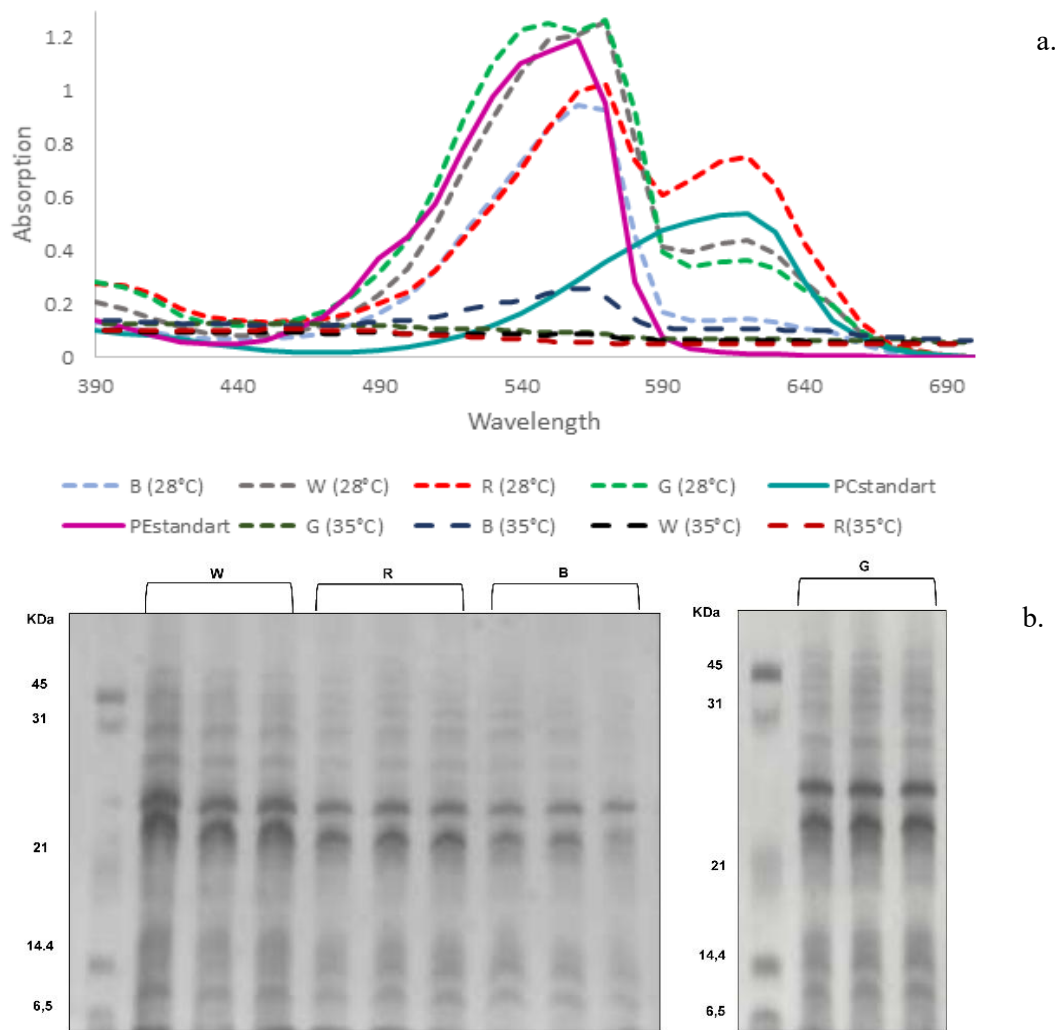 a.
Absorption
1.2
1
0.8
0.6
0.4
0.2
0
390 440 490 540 590 640 690
Wavelength
B (28°C) W (28°C) R (28°C) G (28°C) PCstandart
PEstandart G (35°C) B (35°C) W (35°C) R(35°C)
b.
W R B
KDa
45
31
21
14.4
6,5
G
KDa
45
31
21
14,4
6,5